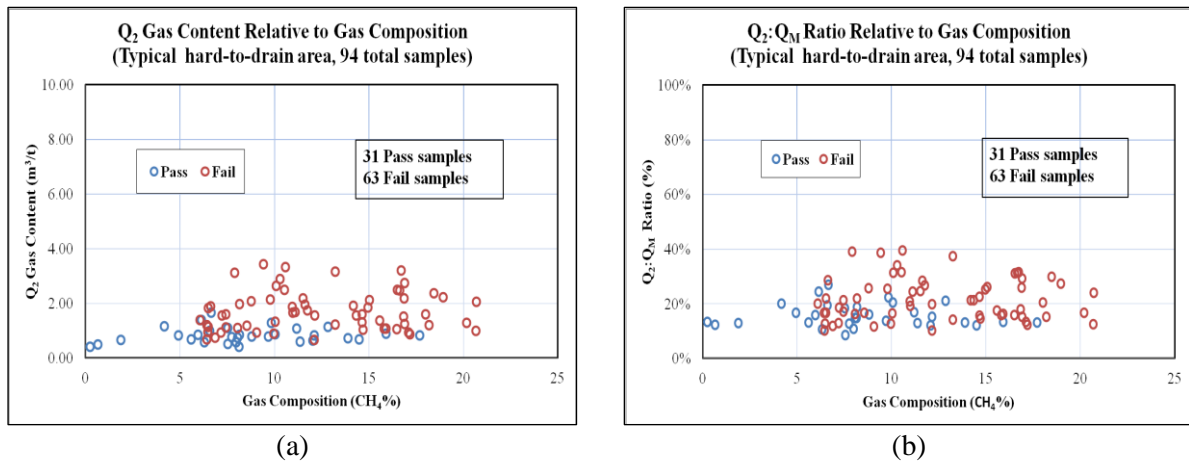 Q₂ Gas Content Relative to Gas Composition
(Typical hard-to-drain area, 94 total samples)
10.00
8.00
6.00
4.00
2.00
0.00
Q₂ Gas Content (m³/t)
Pass Fail
31 Pass samples
63 Fail samples
0 5 10 15 20 25
Gas Composition (CH₄%)
(a)
Q₂:Q_M Ratio Relative to Gas Composition
(Typical hard-to-drain area, 94 total samples)
100%
80%
60%
40%
20%
0%
Q₂:Q_M Ratio (%)
Pass Fail
31 Pass samples
63 Fail samples
0 5 10 15 20 25
Gas Composition (CH₄%)
(b)